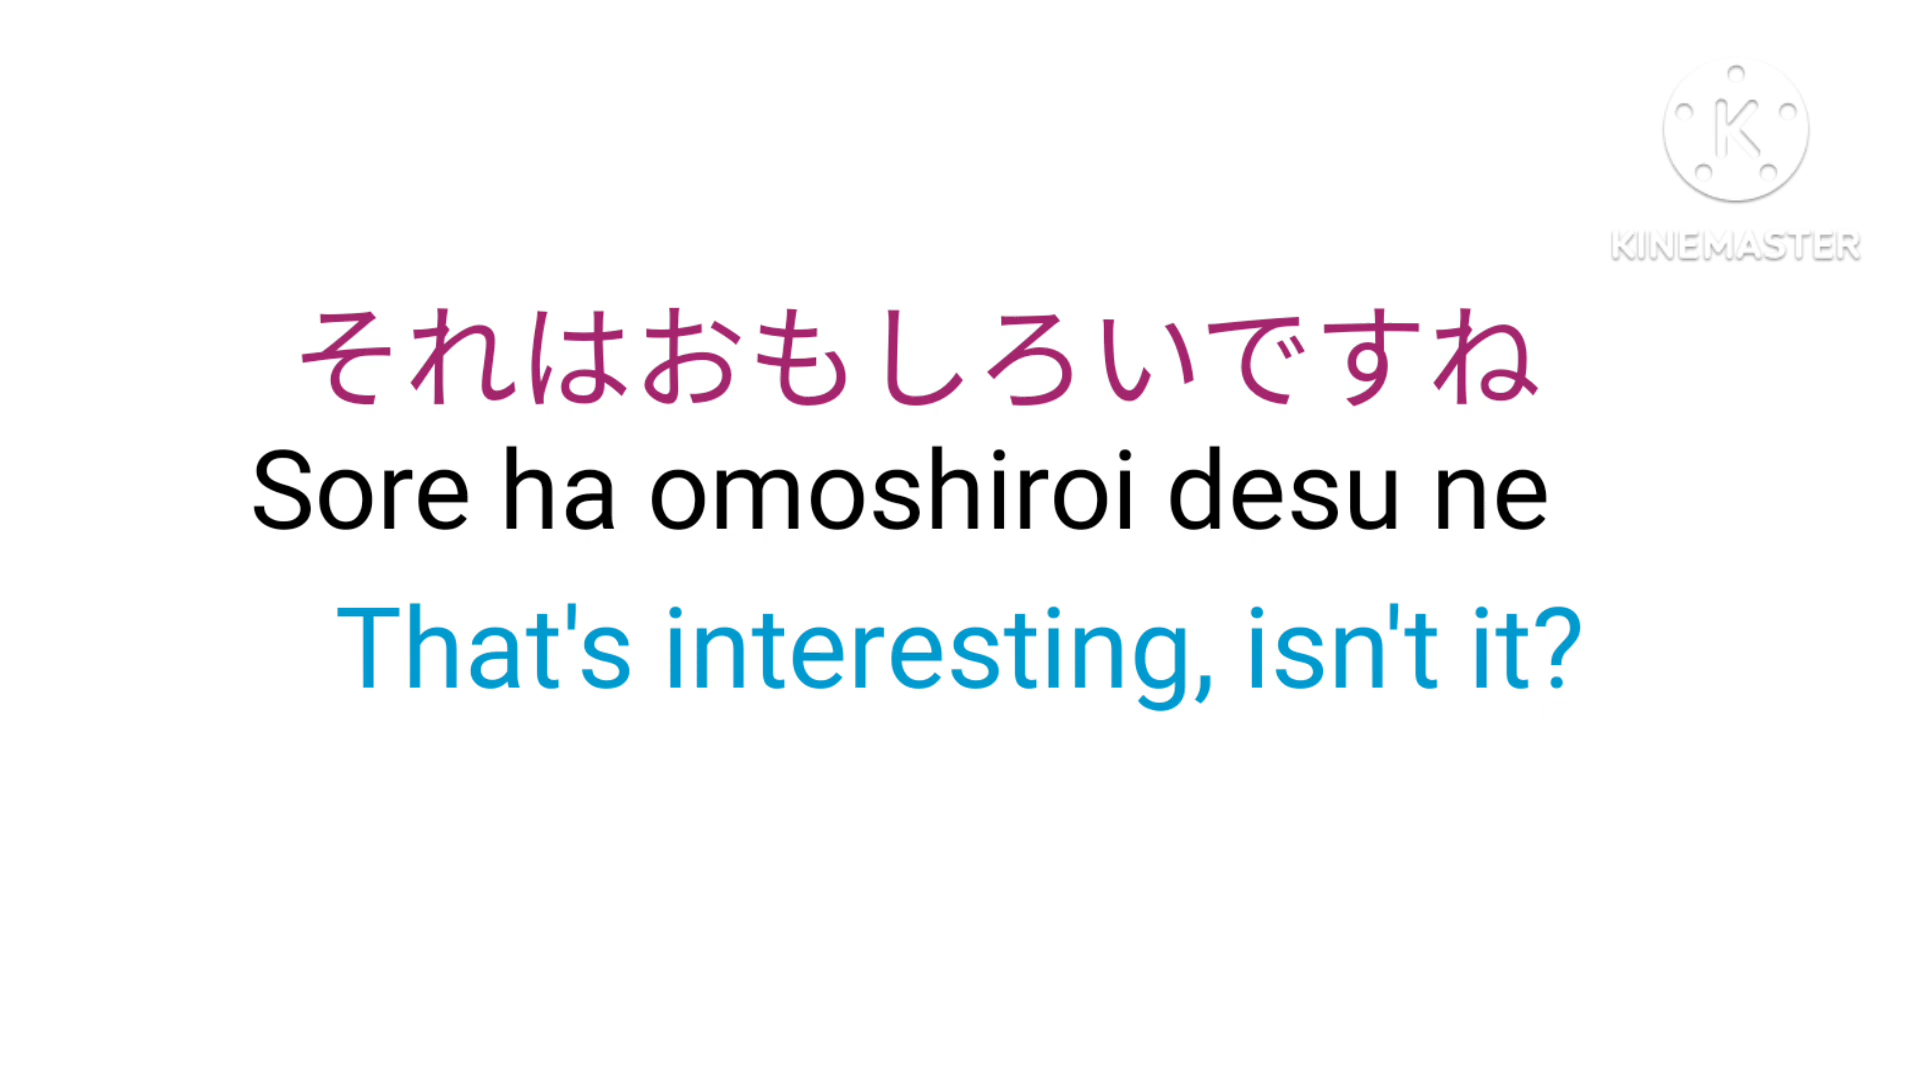 K
KINEMASTER
それはおもしろいですね
Sore ha omoshiroi desu ne
That's interesting, isn't it?